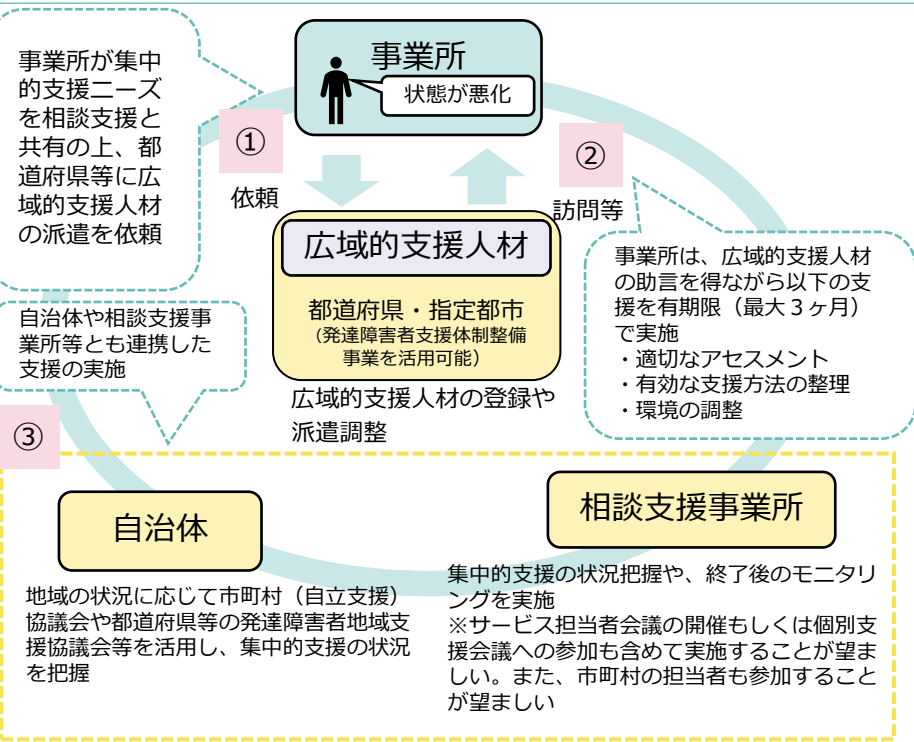 事業所が集中
的支援ニーズ
を相談支援と
共有の上、都
道府県等に広
域的支援人材
の派遣を依頼
事業所
状態が悪化
①
依頼
②
訪問等
広域的支援人材
都道府県・指定都市
（発達障害者支援体制整備
事業を活用可能）
広域的支援人材の登録や
派遣調整
事業所は、広域的支援人材
の助言を得ながら以下の支
援を有期限（最大３ヶ月）
で実施
・適切なアセスメント
・有効な支援方法の整理
・環境の調整
自治体や相談支援事
業所等とも連携した
支援の実施
③
自治体
地域の状況に応じて市町村（自立支援）
協議会や都道府県等の発達障害者地域支
援協議会等を活用し、集中的支援の状況
を把握
相談支援事業所
集中的支援の状況把握や、終了後のモニタリ
ングを実施
※サービス担当者会議の開催もしくは個別支
援会議への参加も含めて実施することが望ま
しい。また、市町村の担当者も参加すること
が望ましい